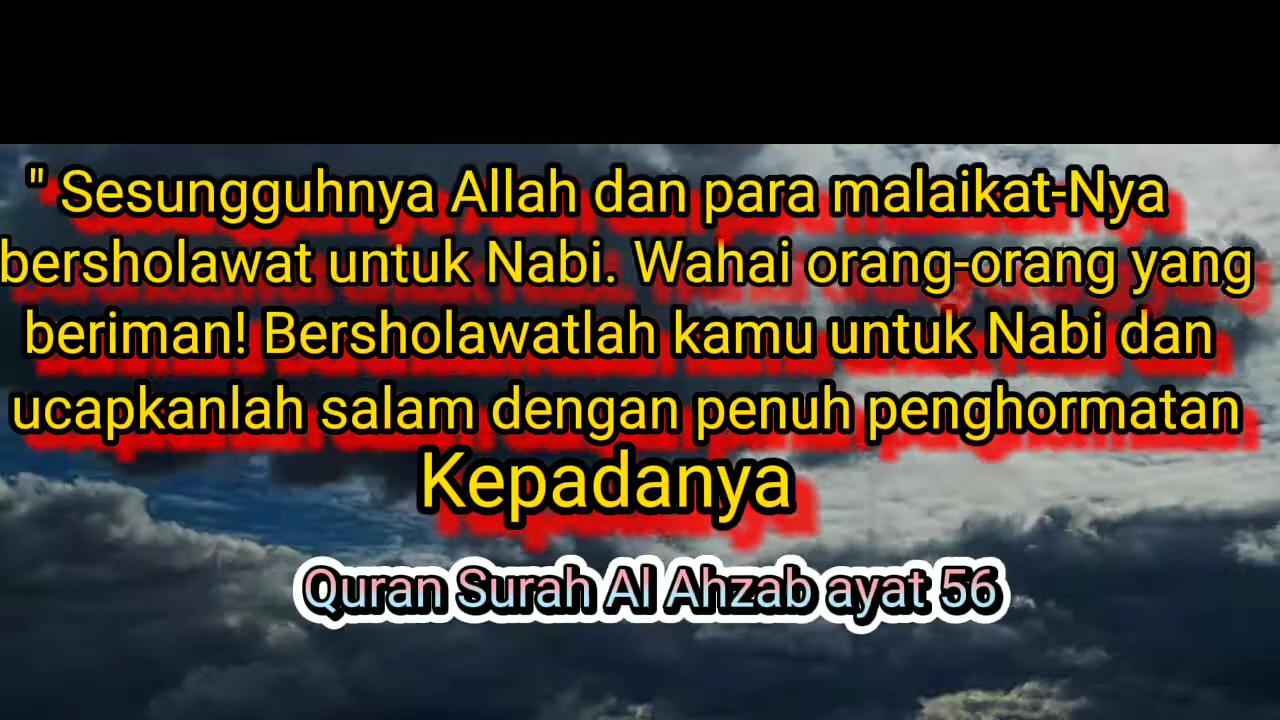 " Sesungguhnya Allah dan para malaikat-Nya
bersholawat untuk Nabi. Wahai orang-orang yang
beriman! Bersholawatlah kamu untuk Nabi dan
ucapkanlah salam dengan penuh penghormatan
Kepadanya
Quran Surah Al Ahzab ayat 56